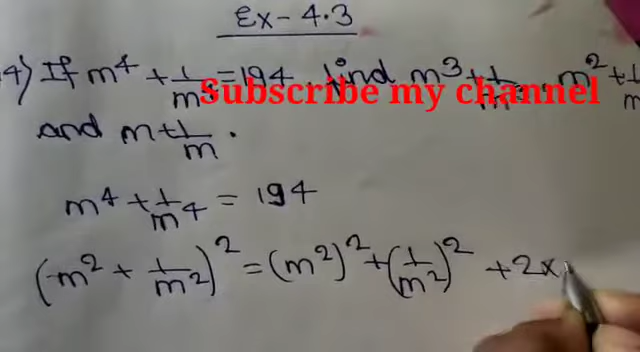 Ex - 4.3
4) If m⁴ + 1/m⁴ = 194 find m³ + 1/m³, m² + 1/m
Subscribe my channel
and m + 1/m .
m⁴ + 1/m⁴ = 194
(m² + 1/m²)² = (m²)² + (1/m²)² + 2×